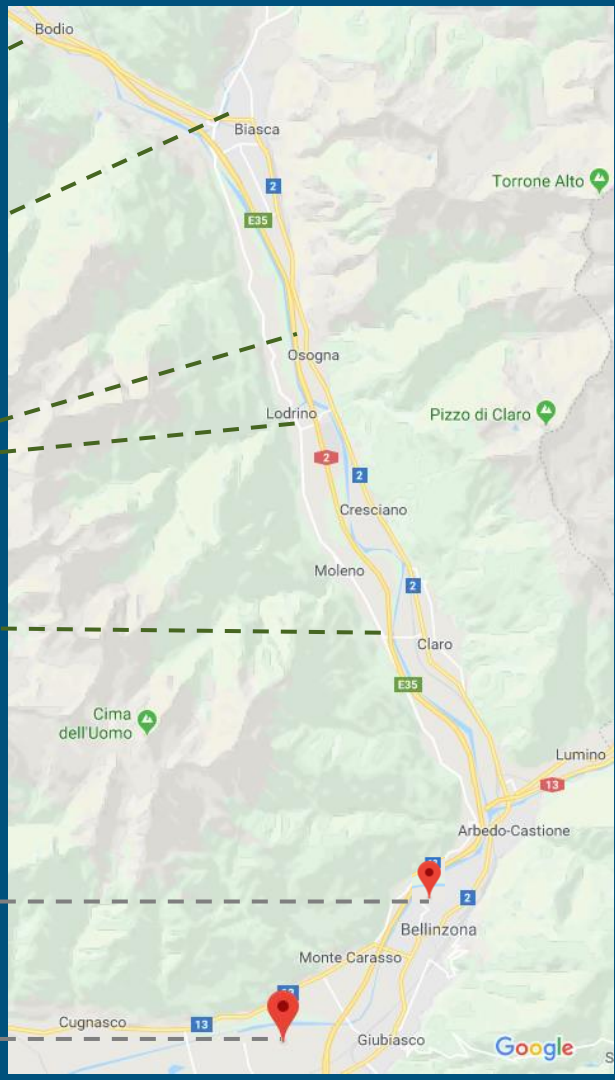 Bodio
Biasca
2
Torrone Alto
E35
Osogna
Lodrino
Pizzo di Claro
2
2
Cresciano
Moleno
2
Claro
E35
Cima
dell'Uomo
Lumino
13
Arbedo-Castione
2
Bellinzona
Monte Carasso
Cugnasco
13
Giubiasco
Google
S